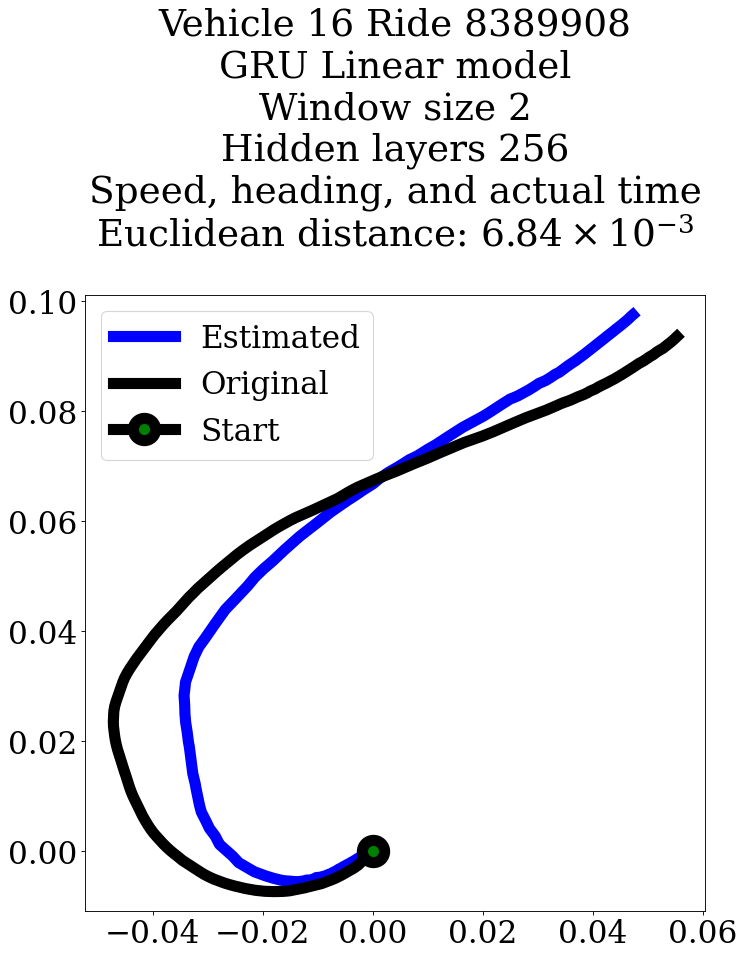 Vehicle 16 Ride 8389908
GRU Linear model
Window size 2
Hidden layers 256
Speed, heading, and actual time
Euclidean distance: 6.84 × 10⁻³
Estimated
Original
Start
0.10
0.08
0.06
0.04
0.02
0.00
−0.04 −0.02 0.00 0.02 0.04 0.06